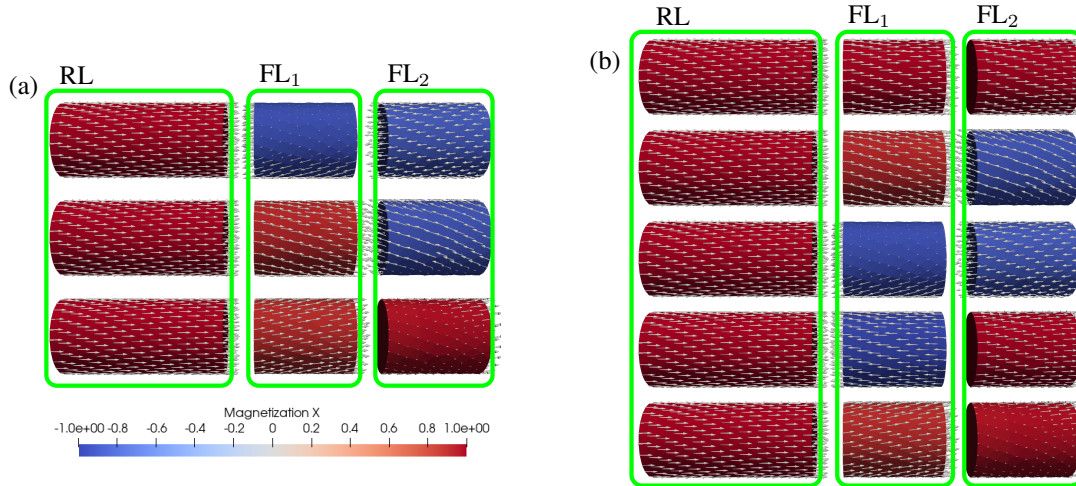 (a)
RL FL₁ FL₂
Magnetization X
-1.0e+00 -0.8 -0.6 -0.4 -0.2 0 0.2 0.4 0.6 0.8 1.0e+00
(b)
RL FL₁ FL₂